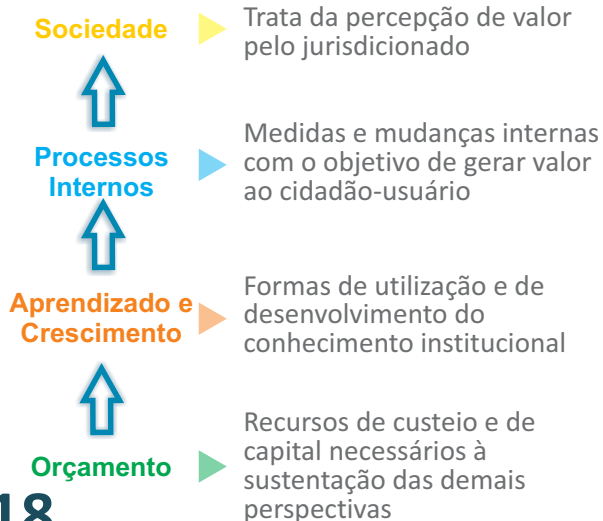 Sociedade
Trata da percepção de valor
pelo jurisdicionado
Processos
Internos
Medidas e mudanças internas
com o objetivo de gerar valor
ao cidadão-usuário
Aprendizado e
Crescimento
Formas de utilização e de
desenvolvimento do
conhecimento institucional
Orçamento
Recursos de custeio e de
capital necessários à
sustentação das demais
perspectivas
18